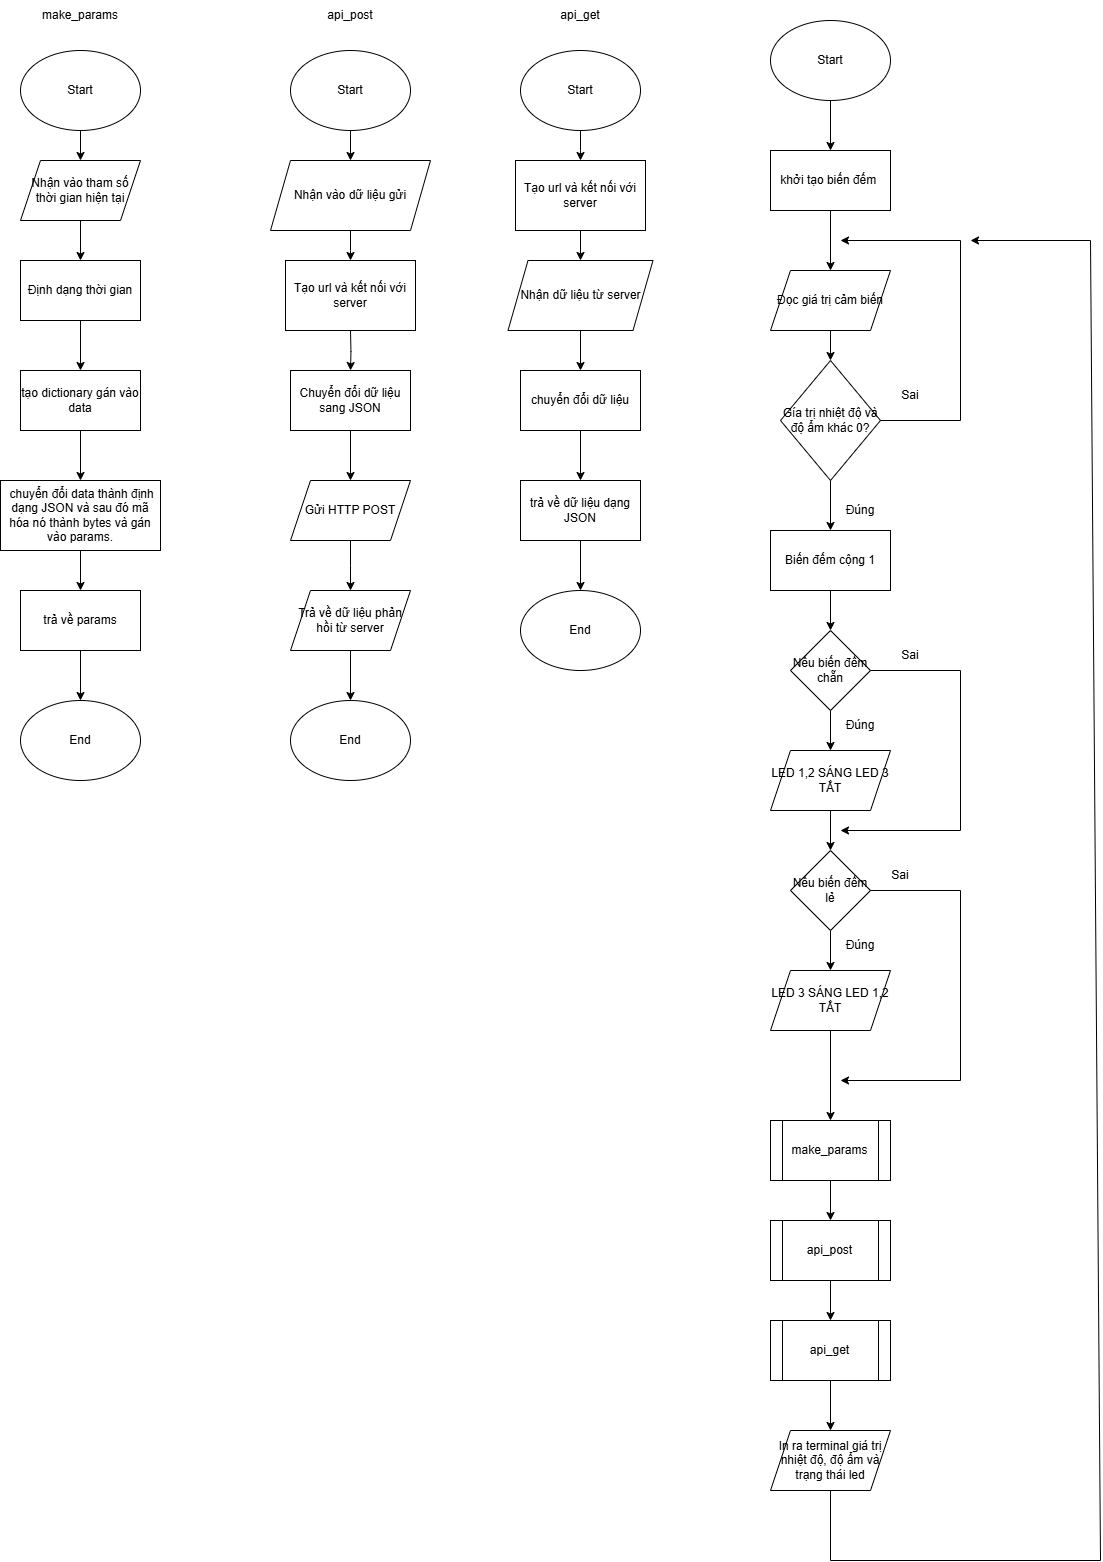 make_params
Start
Nhận vào tham số
thời gian hiện tại
Định dạng thời gian
tạo dictionary gán vào
data
chuyển đổi data thành định
dạng JSON và sau đó mã
hóa nó thành bytes và gán
vào params.
trả về params
End
api_post
Start
Nhận vào dữ liệu gửi
Tạo url và kết nối với
server
Chuyển đổi dữ liệu
sang JSON
Gửi HTTP POST
Trả về dữ liệu phản
hồi từ server
End
api_get
Start
Tạo url và kết nối với
server
Nhận dữ liệu từ server
chuyển đổi dữ liệu
trả về dữ liệu dạng
JSON
End
Start
khởi tạo biến đếm
Đọc giá trị cảm biến
Gía trị nhiệt độ và
độ ẩm khác 0?
Sai
Đúng
Biến đếm cộng 1
Nếu biến đếm
chẵn
Sai
Đúng
LED 1,2 SÁNG LED 3
TẮT
Nếu biến đếm
lẻ
Sai
Đúng
LED 3 SÁNG LED 1,2
TẮT
make_params
api_post
api_get
In ra terminal giá trị
nhiệt độ, độ ẩm và
trạng thái led